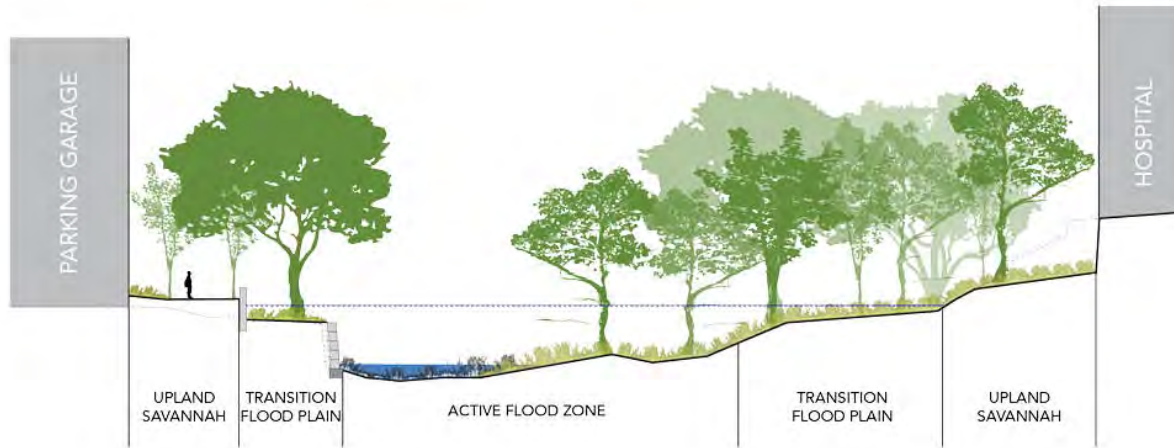 PARKING GARAGE
HOSPITAL
UPLAND
SAVANNAH
TRANSITION
FLOOD PLAIN
ACTIVE FLOOD ZONE
TRANSITION
FLOOD PLAIN
UPLAND
SAVANNAH